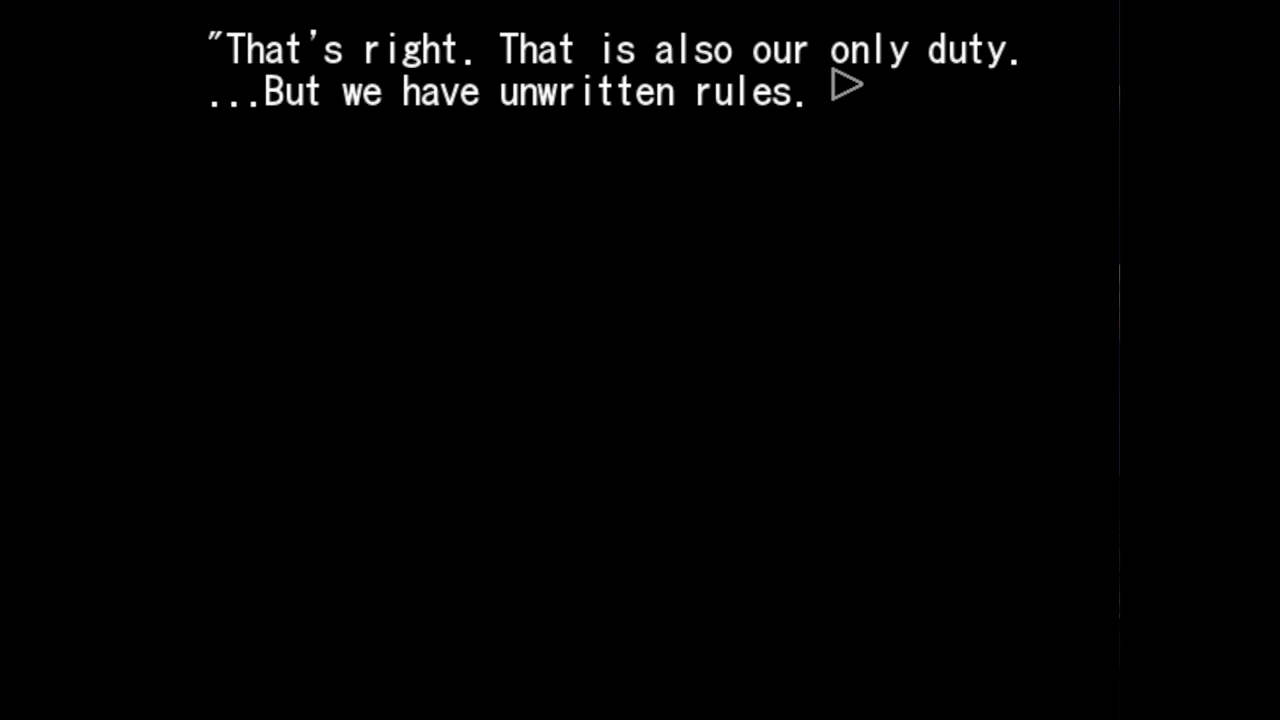 "That's right. That is also our only duty.
...But we have unwritten rules.